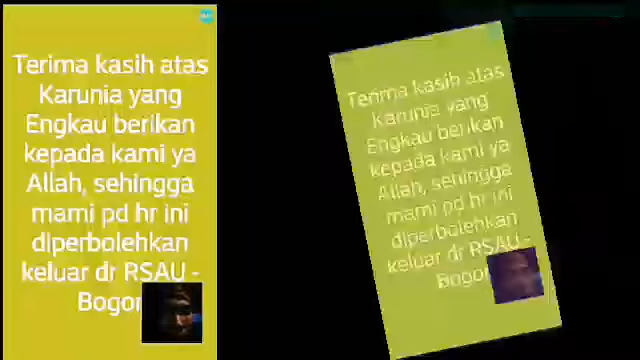 Terima kasih atas
Karunia yang
Engkau berikan
kepada kami ya
Allah, sehingga
mami pd hr ini
diperbolehkan
keluar dr RSAU -
Bogor
Terima kasih atas
Karunia yang
Engkau berikan
kepada kami ya
Allah, sehingga
mami pd hr ini
diperbolehkan
keluar dr RSAU -
Bogor